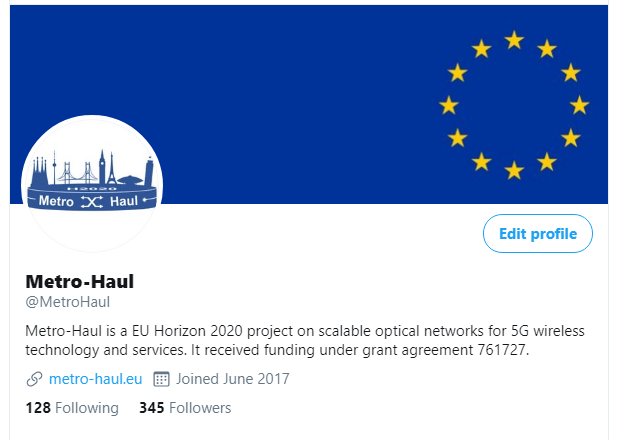 H2020
Metro Haul
Edit profile
Metro-Haul
@MetroHaul
Metro-Haul is a EU Horizon 2020 project on scalable optical networks for 5G wireless
technology and services. It received funding under grant agreement 761727.
metro-haul.eu Joined June 2017
128 Following 345 Followers